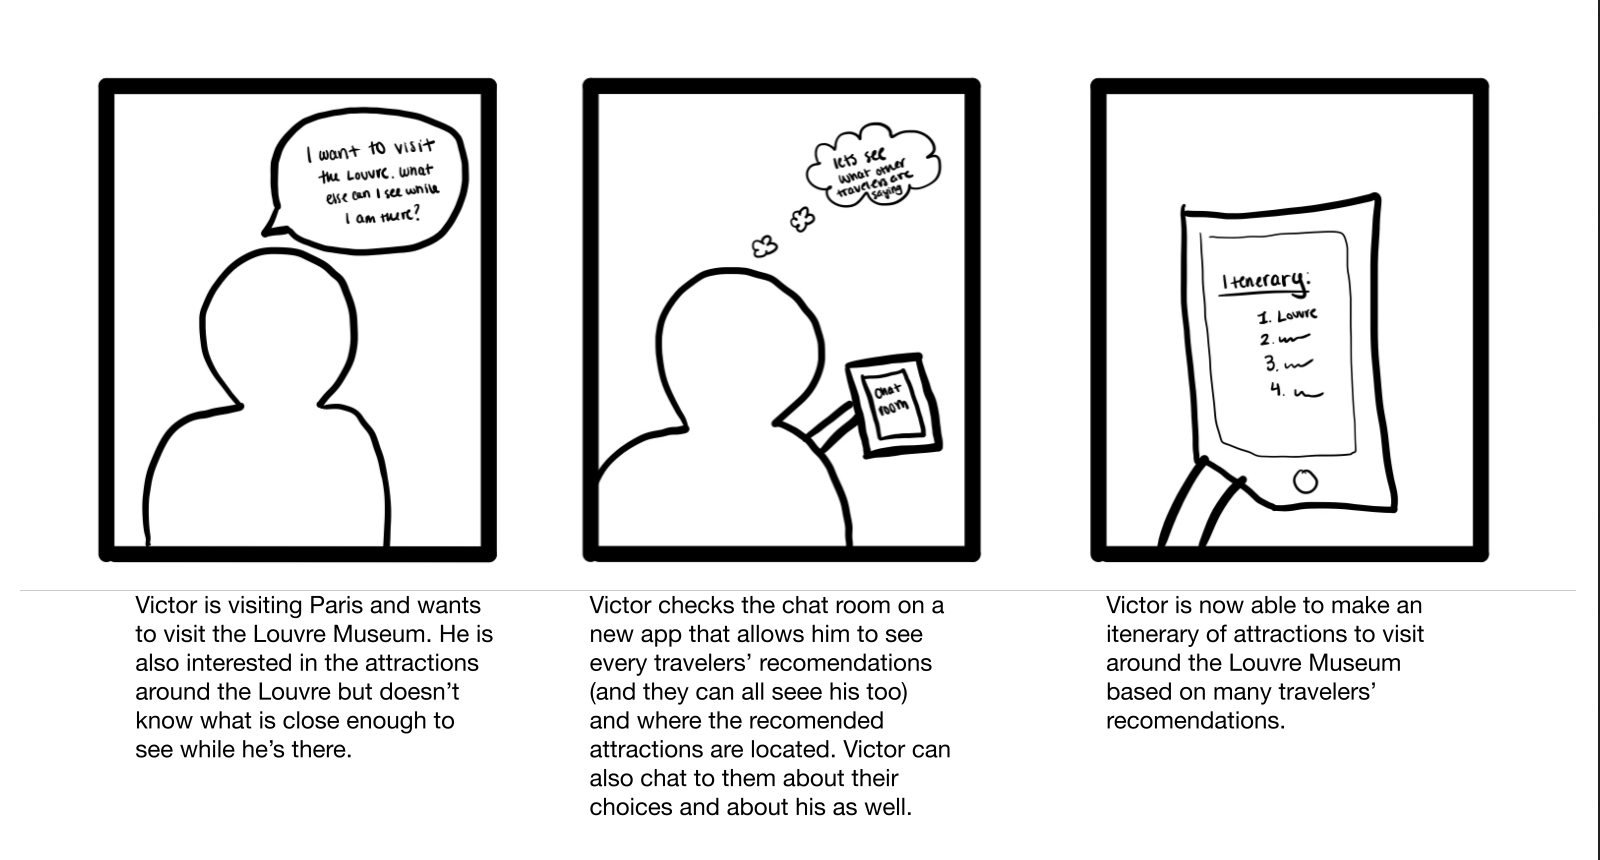 I want to visit
the Louvre. What
else can I see while
I am there?
Victor is visiting Paris and wants
to visit the Louvre Museum. He is
also interested in the attractions
around the Louvre but doesn’t
know what is close enough to
see while he’s there.
lets see
what other
travelers are
saying
chat
room
Victor checks the chat room on a
new app that allows him to see
every travelers’ recomendations
(and they can all seee his too)
and where the recomended
attractions are located. Victor can
also chat to them about their
choices and about his as well.
Itenerary:
1. Louvre
2.
3.
4.
Victor is now able to make an
itenerary of attractions to visit
around the Louvre Museum
based on many travelers’
recomendations.